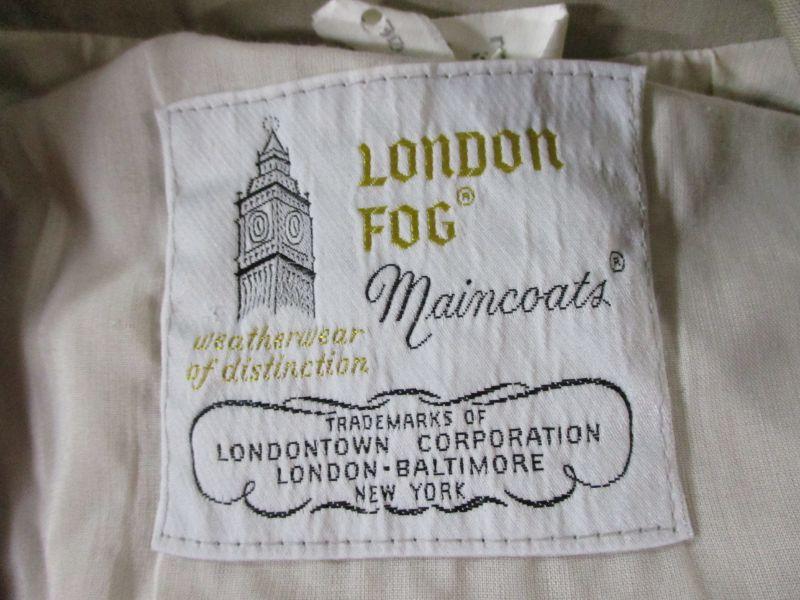 LONDON
FOG®
Maincoats®
weatherwear
of distinction
TRADEMARKS OF
LONDONTOWN CORPORATION
LONDON-BALTIMORE
NEW YORK